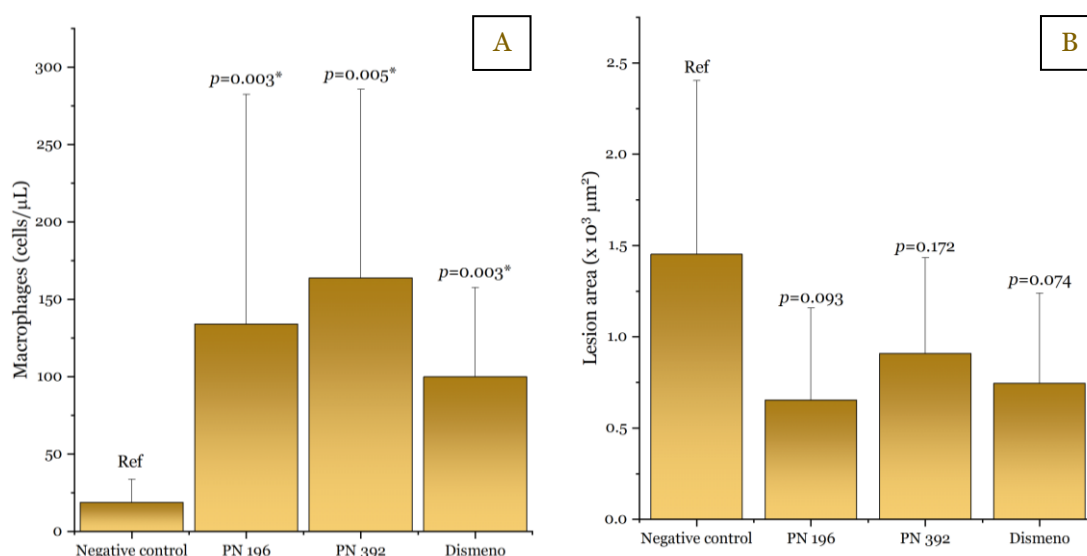 A
Macrophages (cells/μL)
300
250
200
150
100
50
0
Ref
p=0.003*
p=0.005*
p=0.003*
Negative control
PN 196
PN 392
Dismeno
B
Lesion area (x 10³ μm²)
2.5
2.0
1.5
1.0
0.5
0.0
Ref
p=0.093
p=0.172
p=0.074
Negative control
PN 196
PN 392
Dismeno